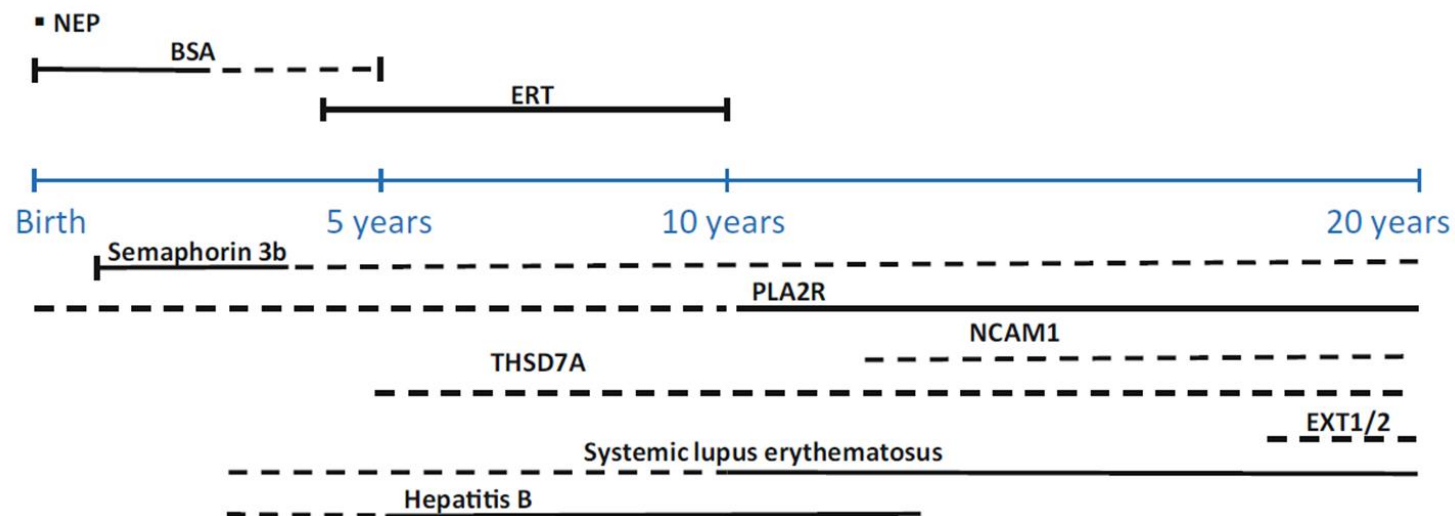 ▪ NEP
BSA
ERT
Birth 5 years 10 years 20 years
Semaphorin 3b
PLA2R
NCAM1
THSD7A
EXT1/2
Systemic lupus erythematosus
Hepatitis B